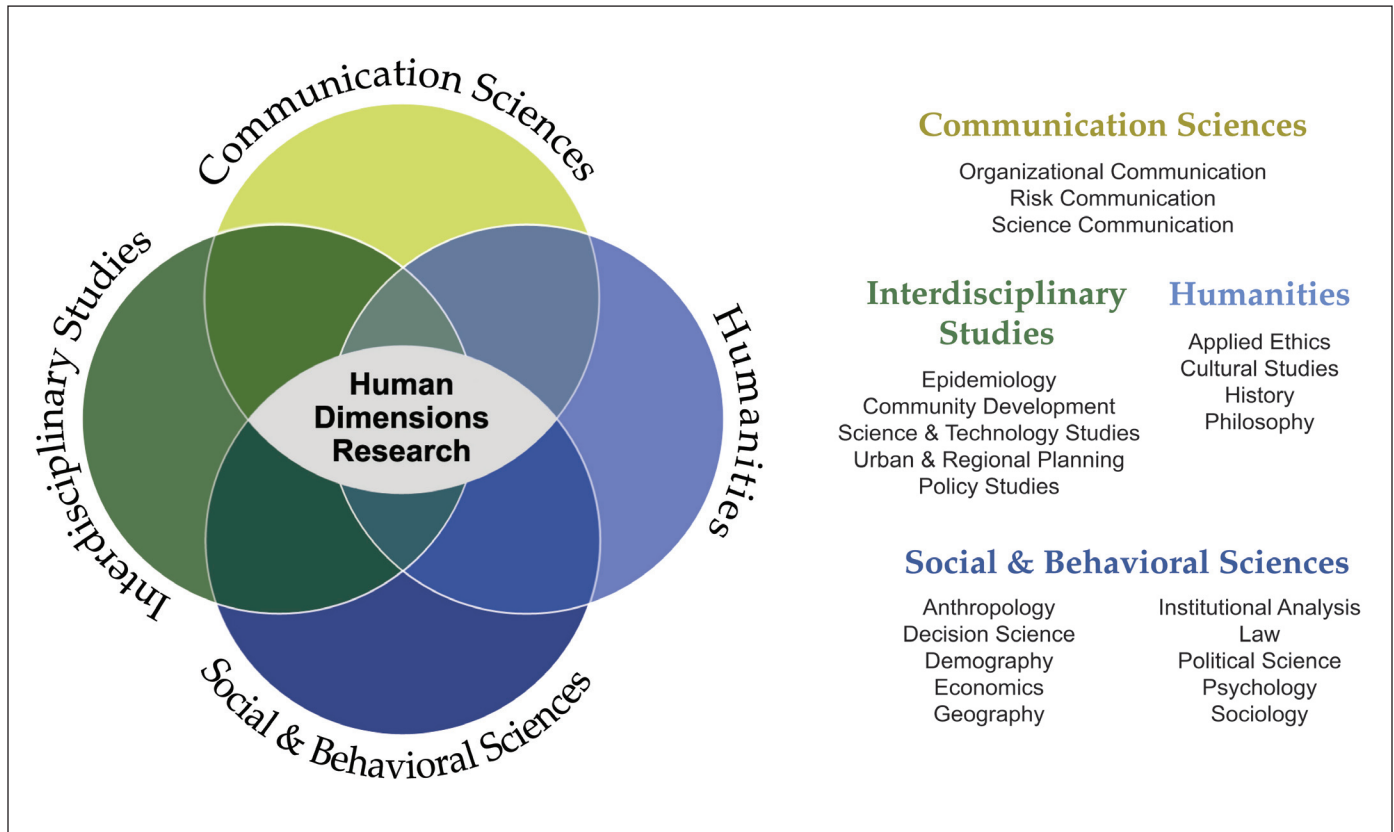 Communication Sciences
Interdisciplinary Studies
Humanities
Social & Behavioral Sciences
Human
Dimensions
Research
Communication Sciences
Organizational Communication
Risk Communication
Science Communication
Interdisciplinary
Studies
Epidemiology
Community Development
Science & Technology Studies
Urban & Regional Planning
Policy Studies
Humanities
Applied Ethics
Cultural Studies
History
Philosophy
Social & Behavioral Sciences
Anthropology
Decision Science
Demography
Economics
Geography
Institutional Analysis
Law
Political Science
Psychology
Sociology